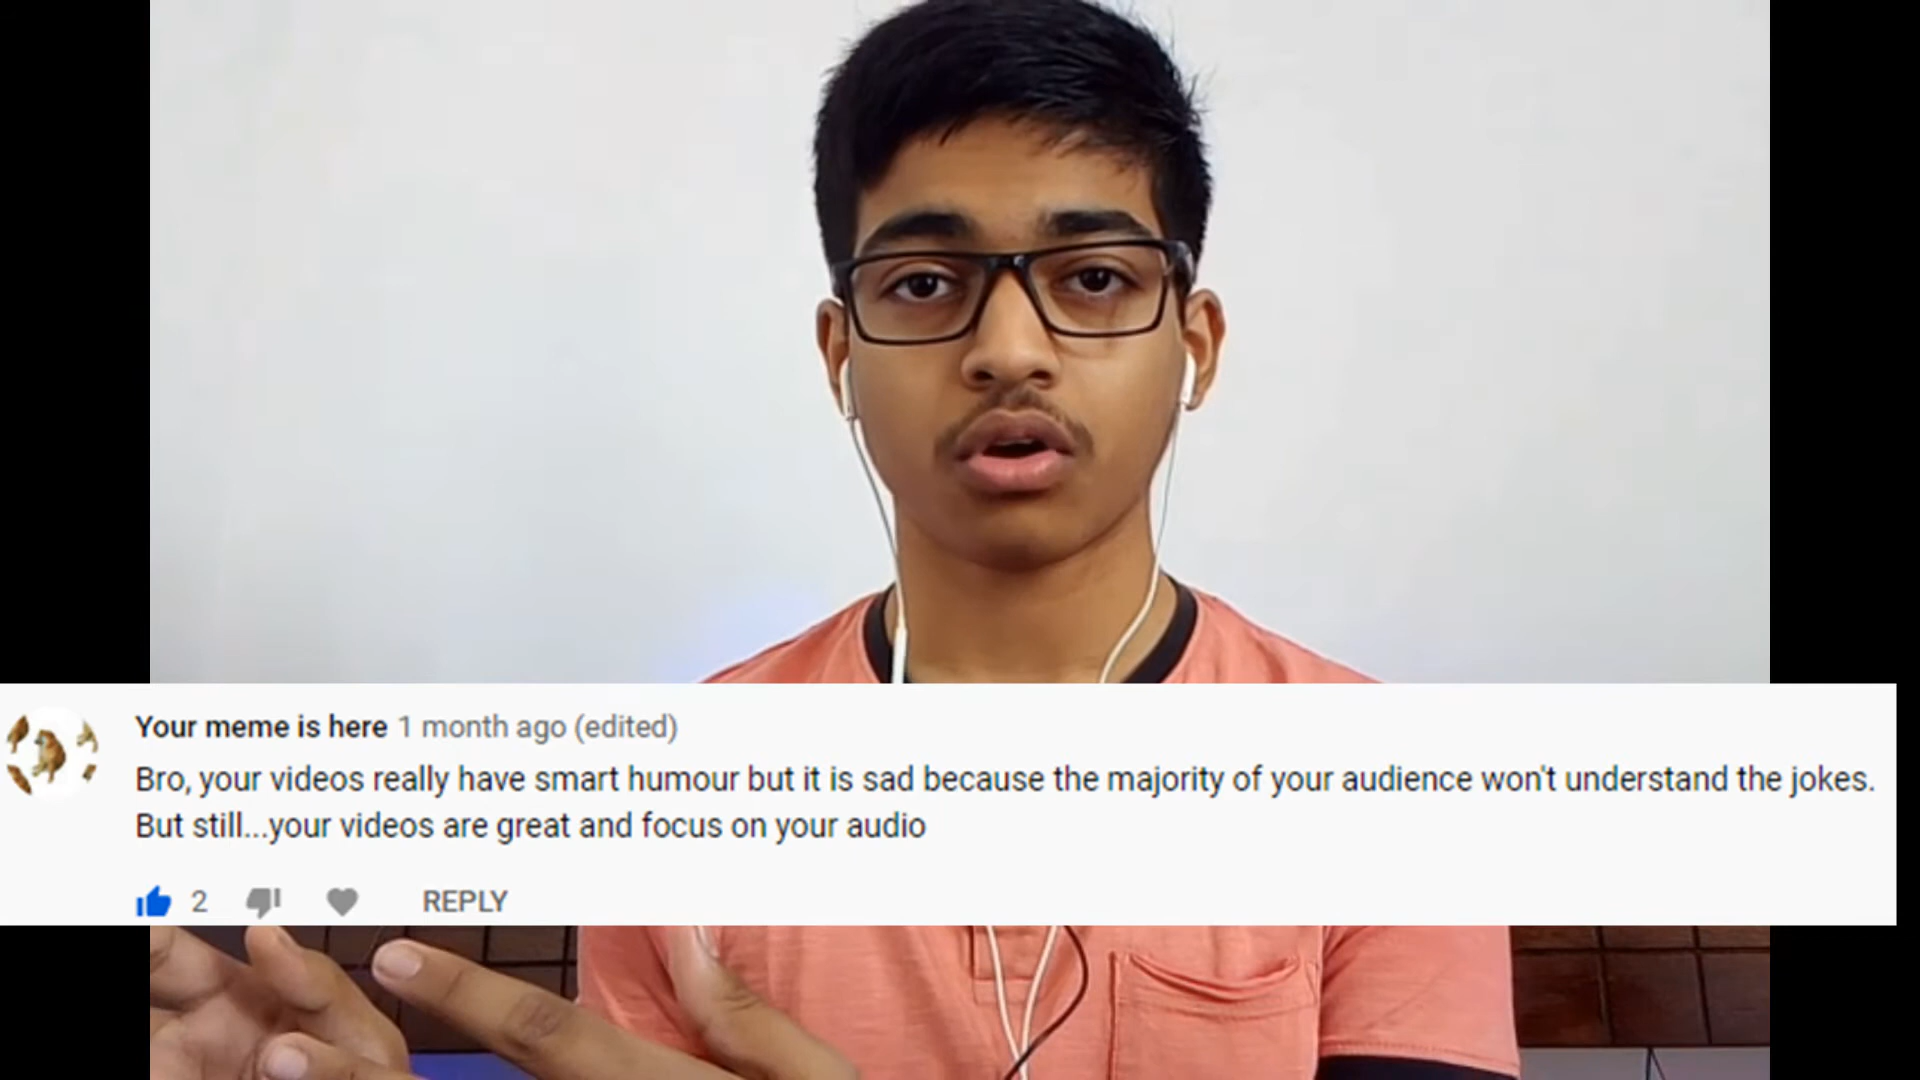 Your meme is here 1 month ago (edited)
Bro, your videos really have smart humour but it is sad because the majority of your audience won't understand the jokes.
But still...your videos are great and focus on your audio
2 REPLY